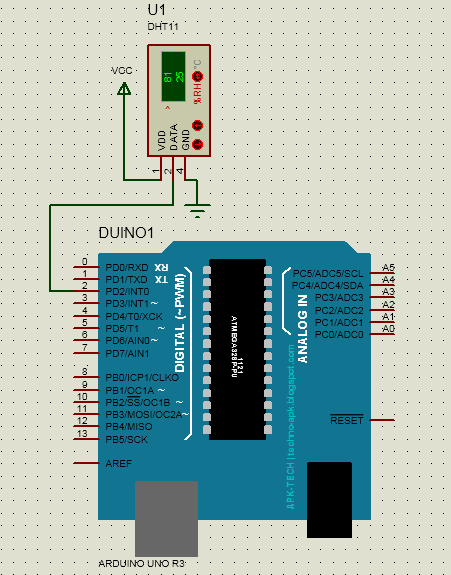 U1
DHT11
VCC
81
25
°C
%RH
>
VDD
DATA
GND
1
2
4
DUINO1
0 PD0/RXD RX
1 PD1/TXD TX
2 PD2/INT0
3 PD3/INT1 ~
4 PD4/T0/XCK
5 PD5/T1 ~
6 PD6/AIN0 ~
7 PD7/AIN1
8 PB0/ICP1/CLKO
9 PB1/OC1A ~
10 PB2/SS/OC1B ~
11 PB3/MOSI/OC2A ~
12 PB4/MISO
13 PB5/SCK
AREF
DIGITAL (~PWM)
ATMEGA328P-PU
1121
ANALOG IN
PC5/ADC5/SCL A5
PC4/ADC4/SDA A4
PC3/ADC3 A3
PC2/ADC2 A2
PC1/ADC1 A1
PC0/ADC0 A0
RESET
APK-TECH | techno-apk.blogspot.com
ARDUINO UNO R3